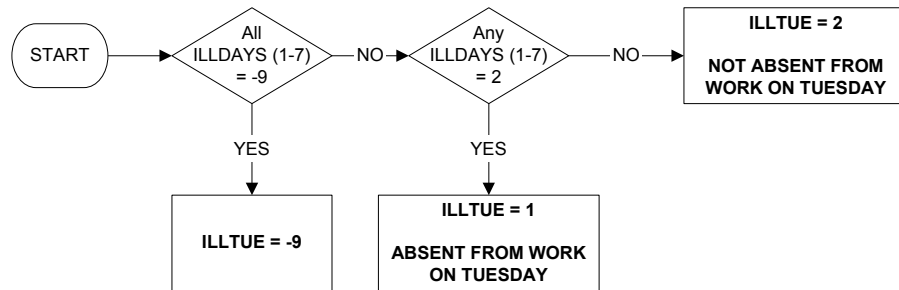 START
All
ILLDAYS (1-7)
= -9
NO
Any
ILLDAYS (1-7)
= 2
NO
ILLTUE = 2
NOT ABSENT FROM
WORK ON TUESDAY
YES
YES
ILLTUE = -9
ILLTUE = 1
ABSENT FROM WORK
ON TUESDAY